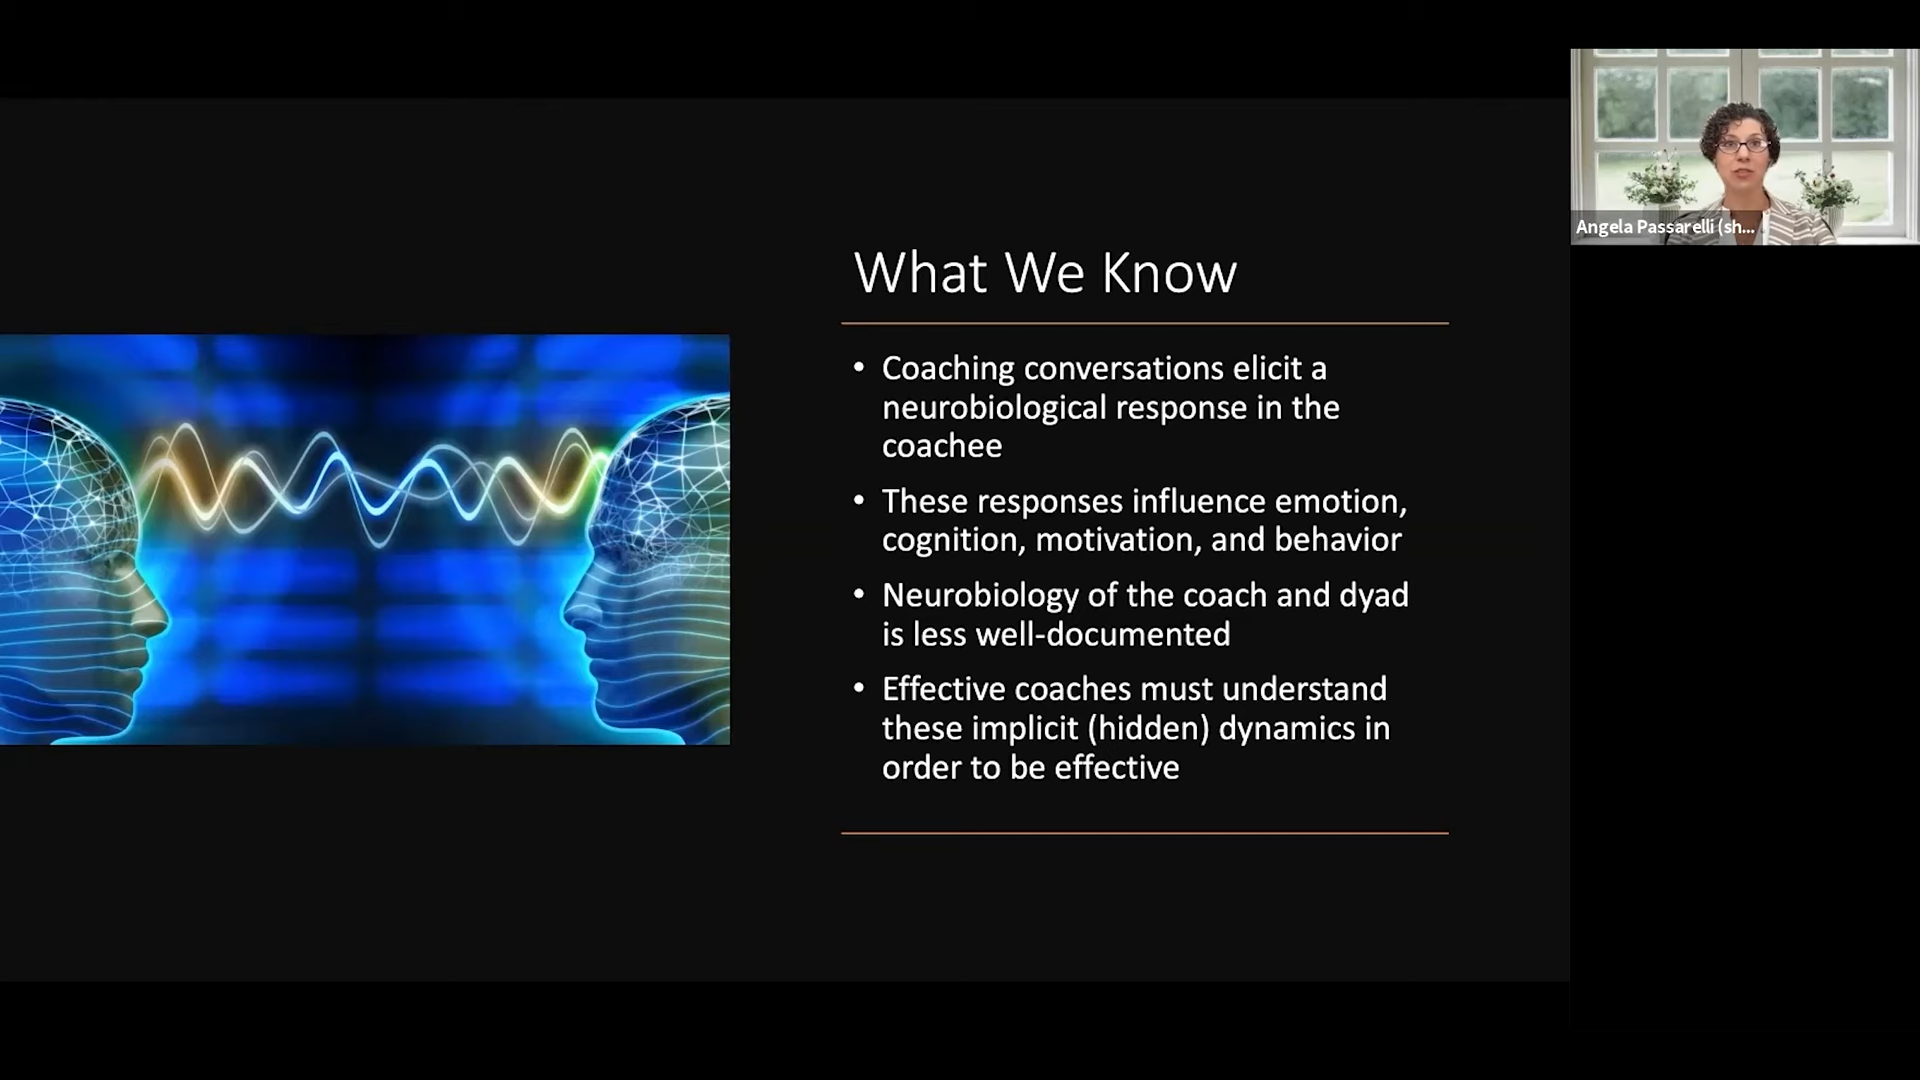 What We Know
• Coaching conversations elicit a
neurobiological response in the
coachee
• These responses influence emotion,
cognition, motivation, and behavior
• Neurobiology of the coach and dyad
is less well-documented
• Effective coaches must understand
these implicit (hidden) dynamics in
order to be effective
Angela Passarelli (sh...